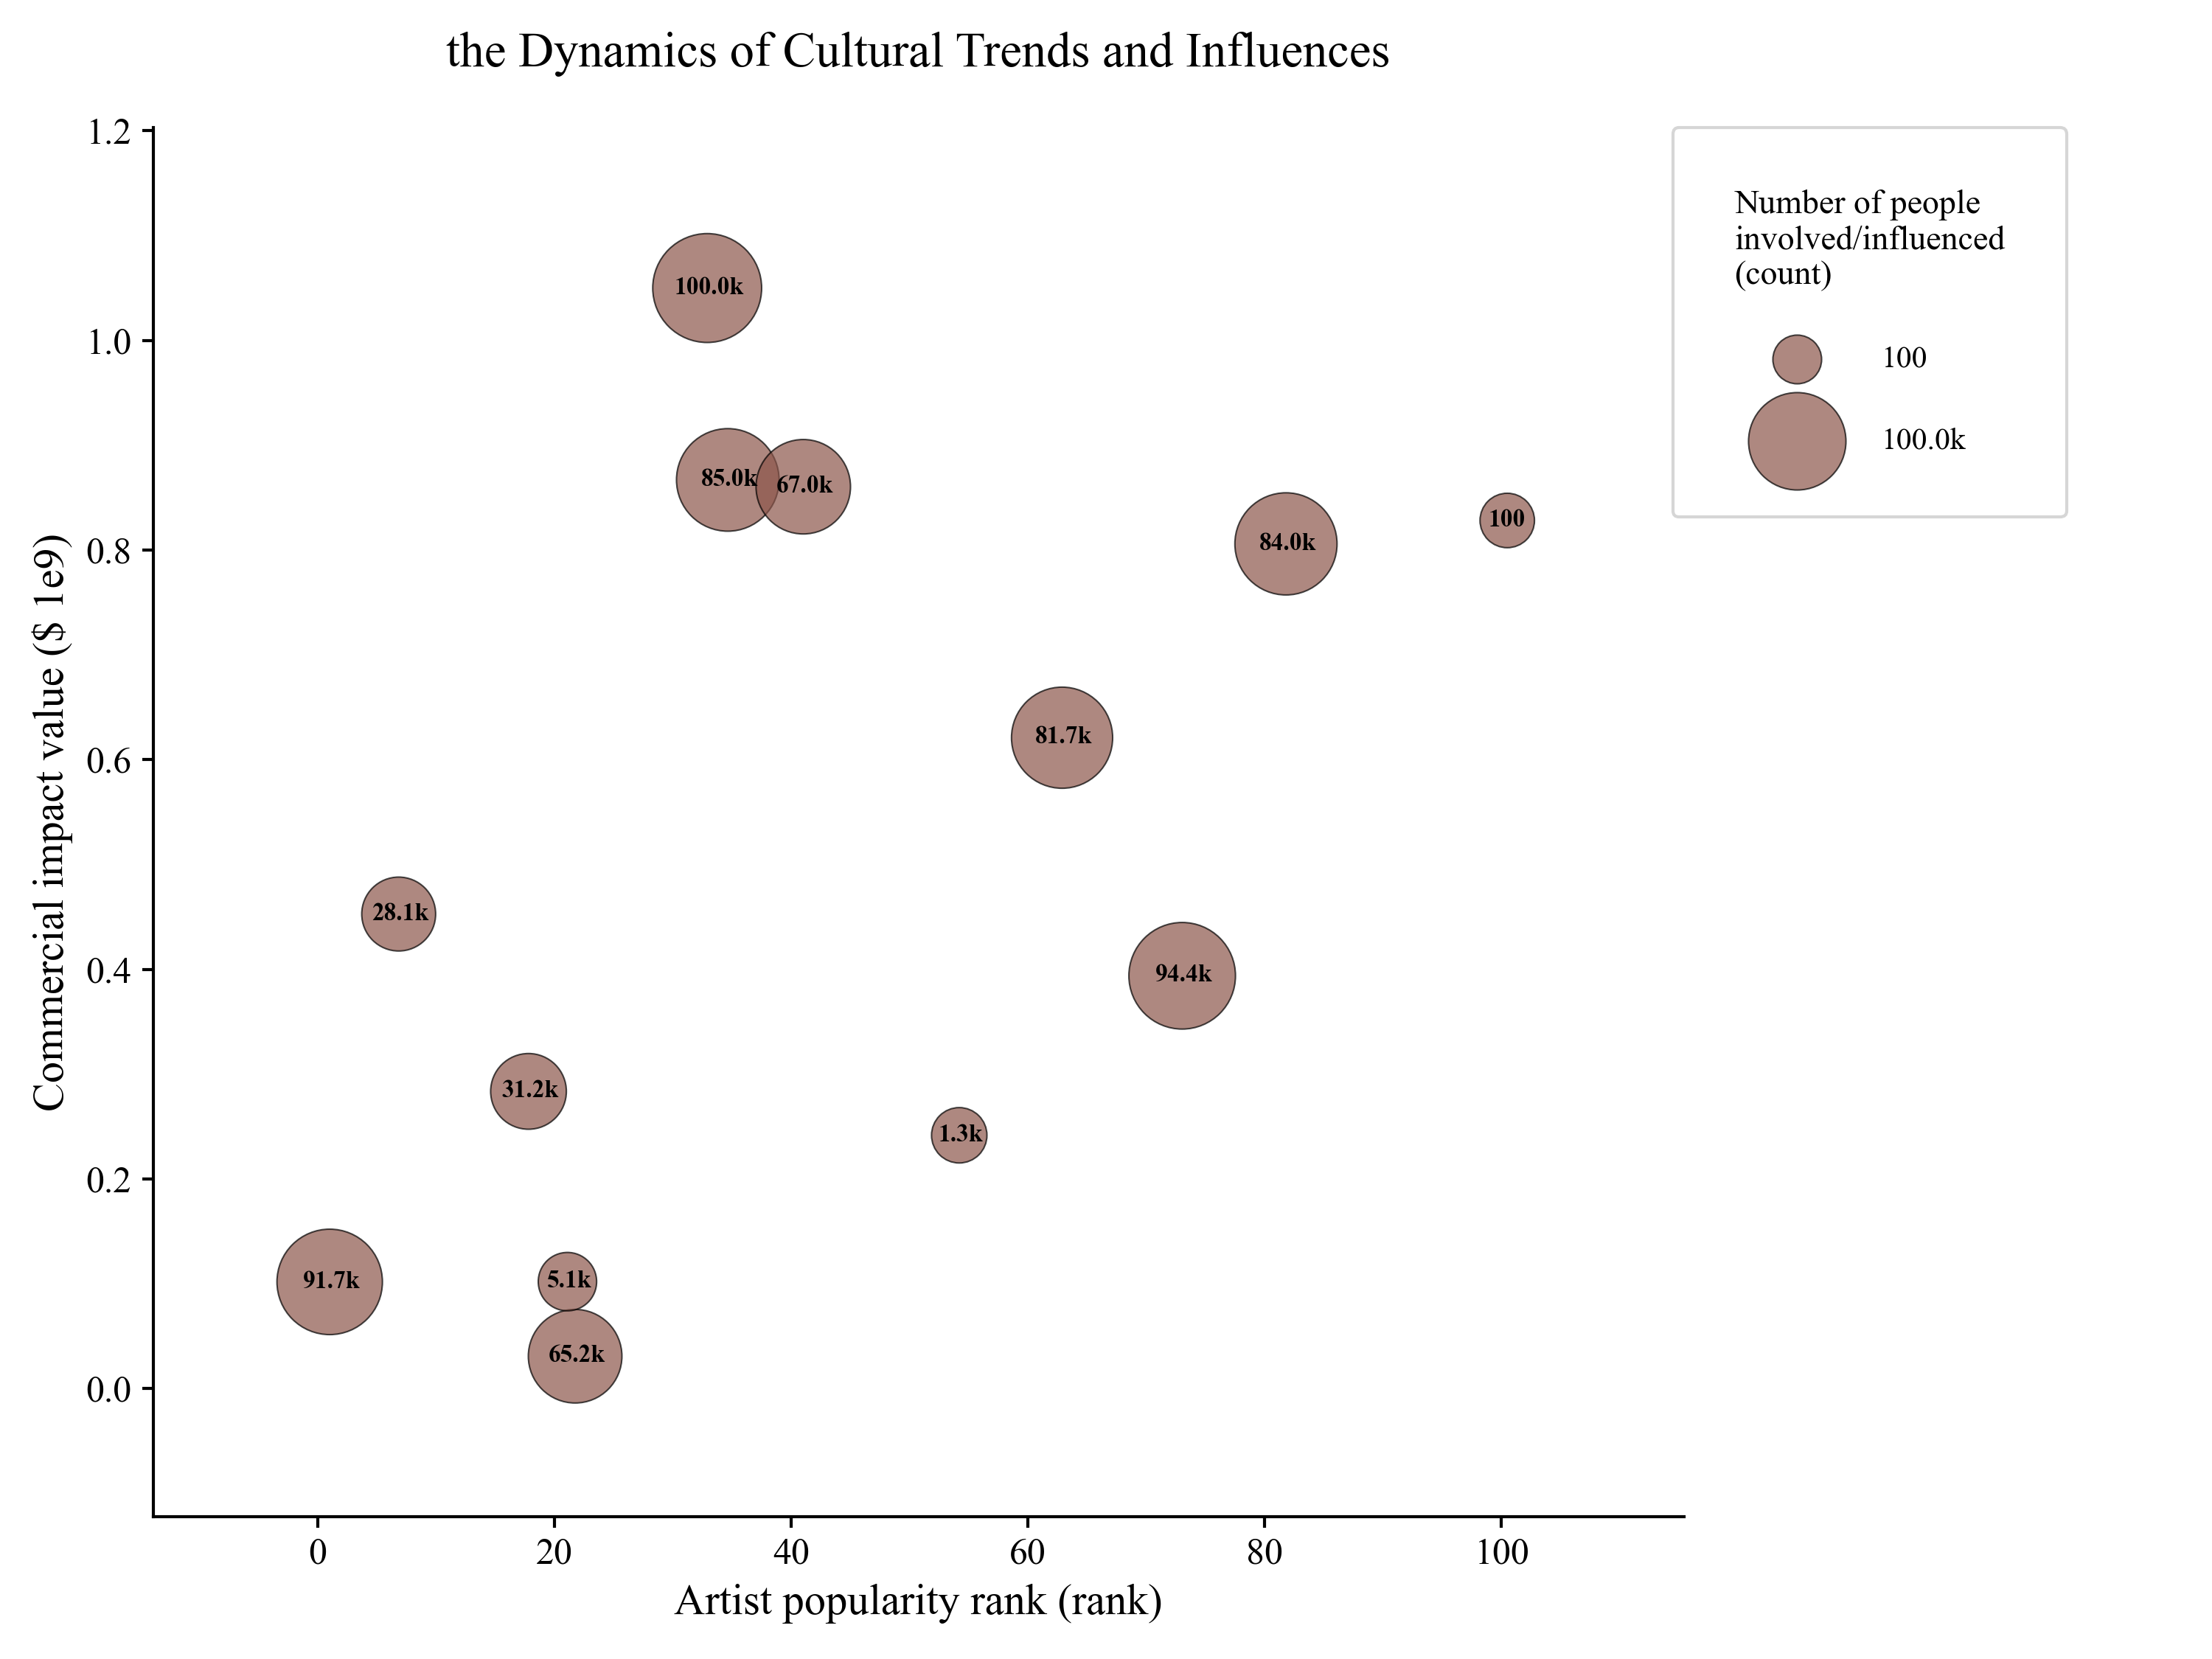 the Dynamics of Cultural Trends and Influences
Commercial impact value ($ 1e9)
1.2
1.0
0.8
0.6
0.4
0.2
0.0
100.0k
85.0k
67.0k
84.0k
100
81.7k
28.1k
94.4k
31.2k
1.3k
91.7k
5.1k
65.2k
0
20
40
60
80
100
Artist popularity rank (rank)
Number of people
involved/influenced
(count)
100
100.0k